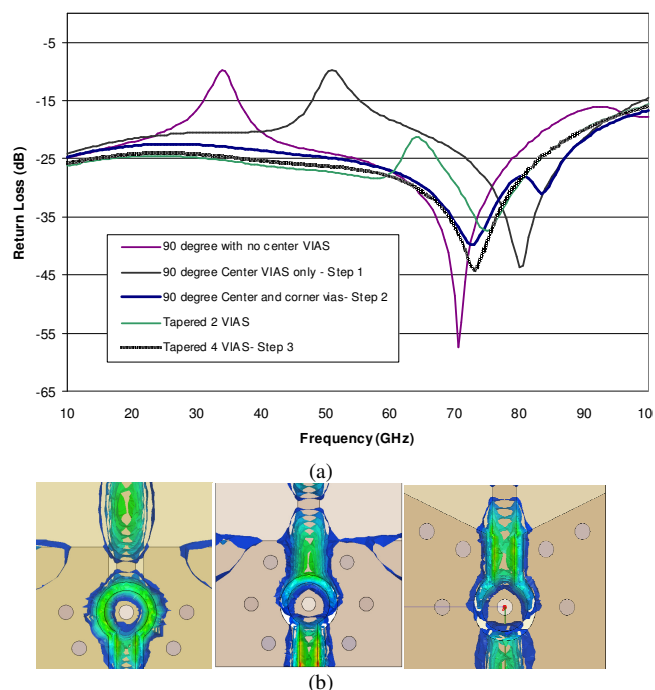 -5
-15
-25
-35
-45
-55
-65
Return Loss (dB)
90 degree with no center VIAS
90 degree Center VIAS only - Step 1
90 degree Center and corner vias- Step 2
Tapered 2 VIAS
Tapered 4 VIAS- Step 3
10 20 30 40 50 60 70 80 90 100
Frequency (GHz)
(a)
(b)